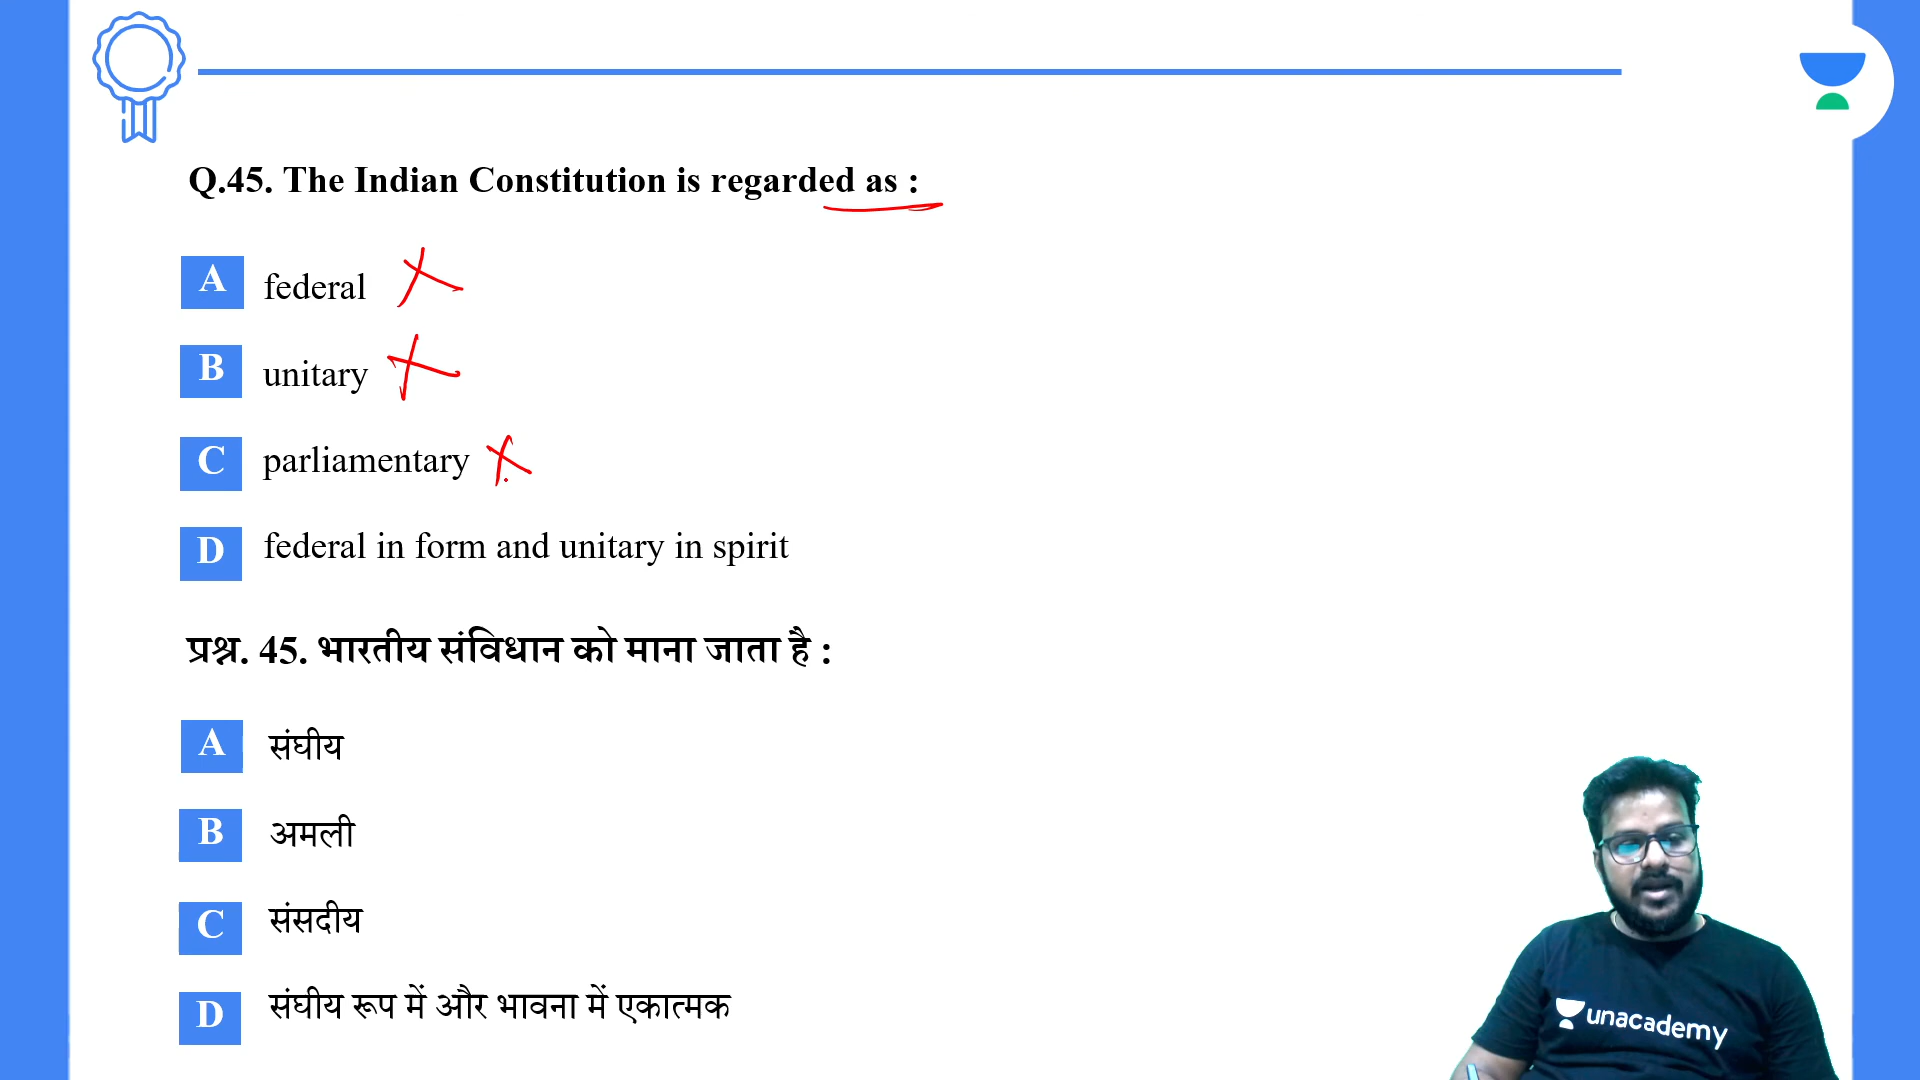 Q.45. The Indian Constitution is regarded as :
A federal
B unitary
C parliamentary
D federal in form and unitary in spirit
प्रश्न. 45. भारतीय संविधान को माना जाता है :
A संघीय
B अमली
C संसदीय
D संघीय रूप में और भावना में एकात्मक
unacademy